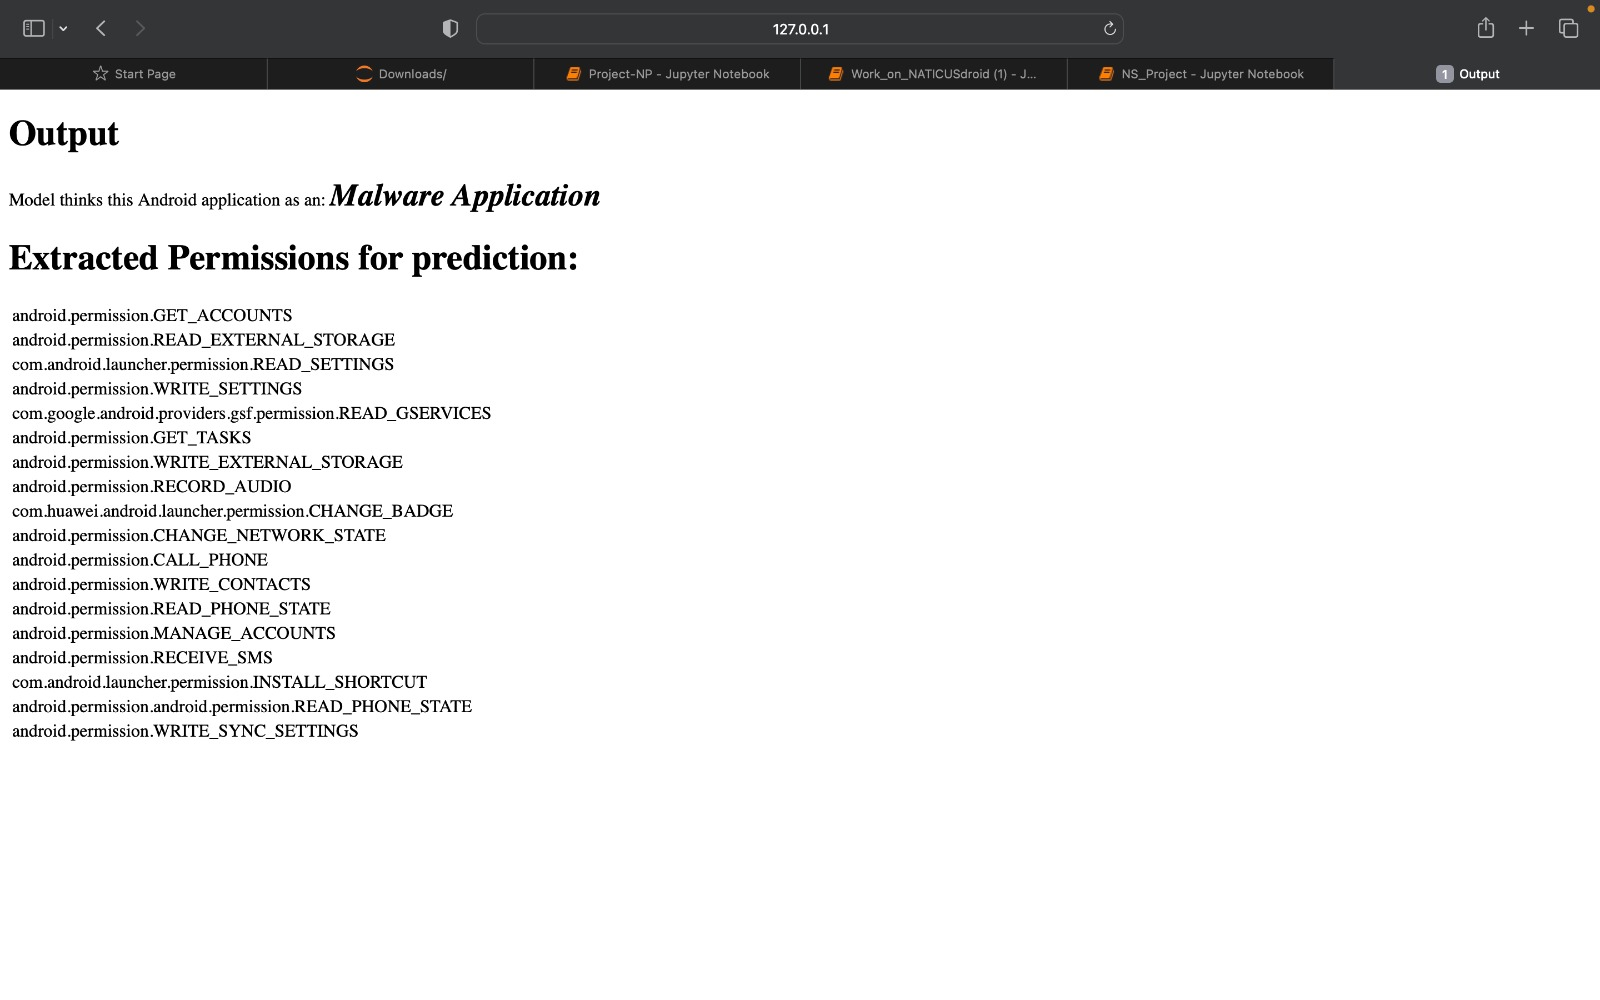 127.0.0.1
Start Page
Downloads/
Project-NP - Jupyter Notebook
Work_on_NATICUSdroid (1) - J...
NS_Project - Jupyter Notebook
1 Output
Output
Model thinks this Android application as an: Malware Application
Extracted Permissions for prediction:
android.permission.GET_ACCOUNTS
android.permission.READ_EXTERNAL_STORAGE
com.android.launcher.permission.READ_SETTINGS
android.permission.WRITE_SETTINGS
com.google.android.providers.gsf.permission.READ_GSERVICES
android.permission.GET_TASKS
android.permission.WRITE_EXTERNAL_STORAGE
android.permission.RECORD_AUDIO
com.huawei.android.launcher.permission.CHANGE_BADGE
android.permission.CHANGE_NETWORK_STATE
android.permission.CALL_PHONE
android.permission.WRITE_CONTACTS
android.permission.READ_PHONE_STATE
android.permission.MANAGE_ACCOUNTS
android.permission.RECEIVE_SMS
com.android.launcher.permission.INSTALL_SHORTCUT
android.permission.android.permission.READ_PHONE_STATE
android.permission.WRITE_SYNC_SETTINGS